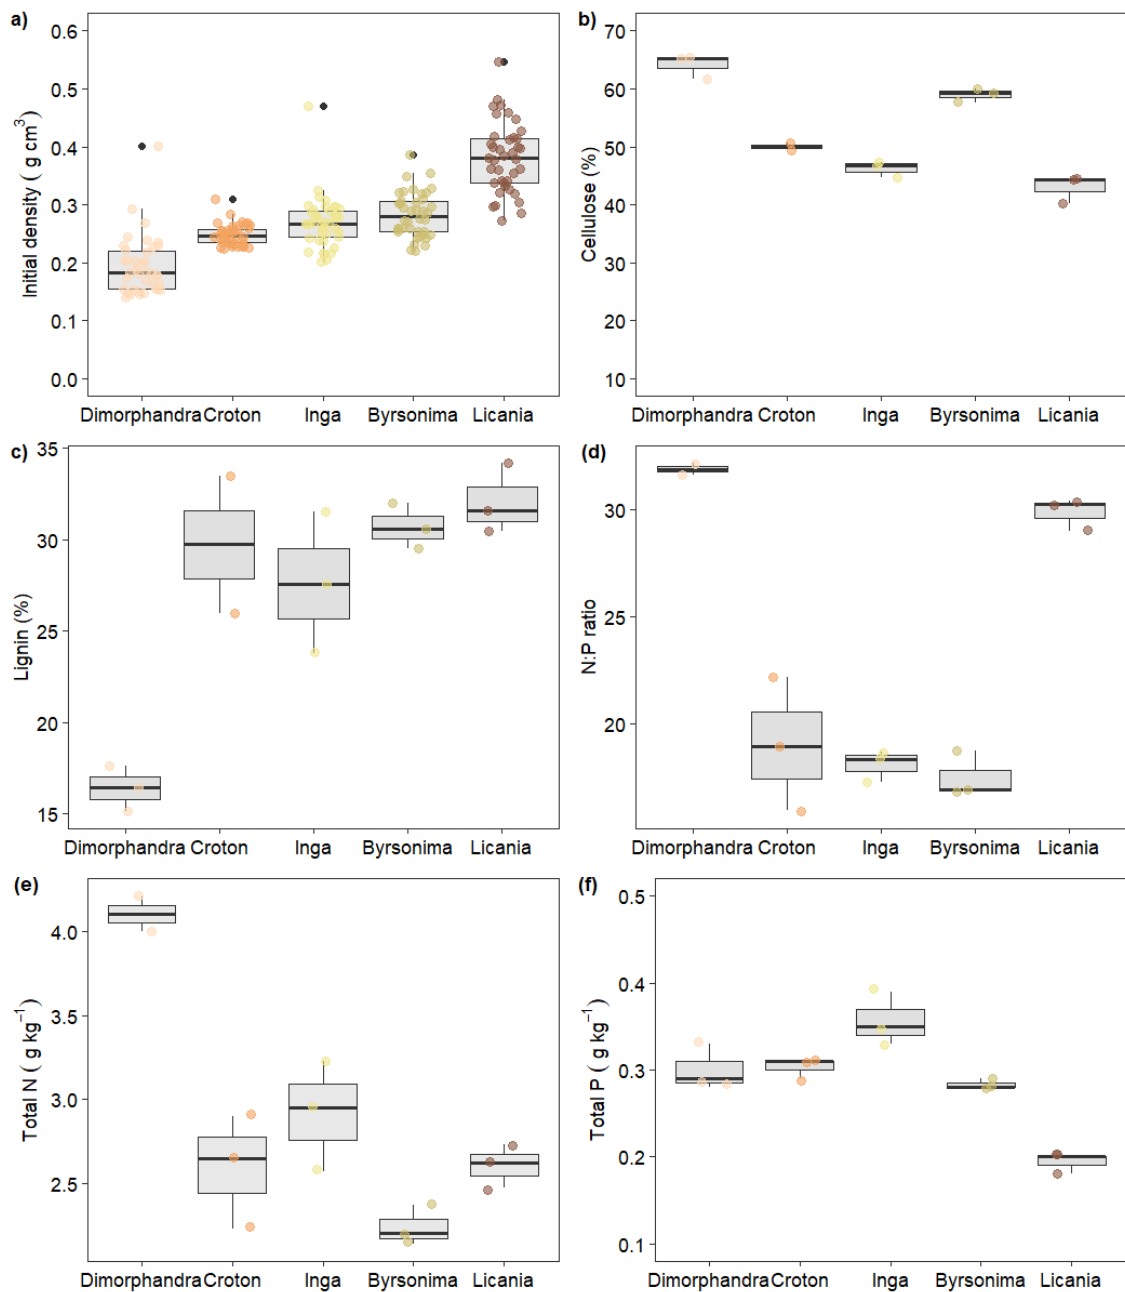 a)
Initial density ( g cm³)
0.6
0.5
0.4
0.3
0.2
0.1
0.0
Dimorphandra Croton Inga Byrsonima Licania
b)
Cellulose (%)
70
60
50
40
30
20
10
Dimorphandra Croton Inga Byrsonima Licania
c)
Lignin (%)
35
30
25
20
15
Dimorphandra Croton Inga Byrsonima Licania
(d)
N:P ratio
30
25
20
Dimorphandra Croton Inga Byrsonima Licania
(e)
Total N ( g kg⁻¹)
4.0
3.5
3.0
2.5
Dimorphandra Croton Inga Byrsonima Licania
(f)
Total P ( g kg⁻¹)
0.5
0.4
0.3
0.2
0.1
Dimorphandra Croton Inga Byrsonima Licania